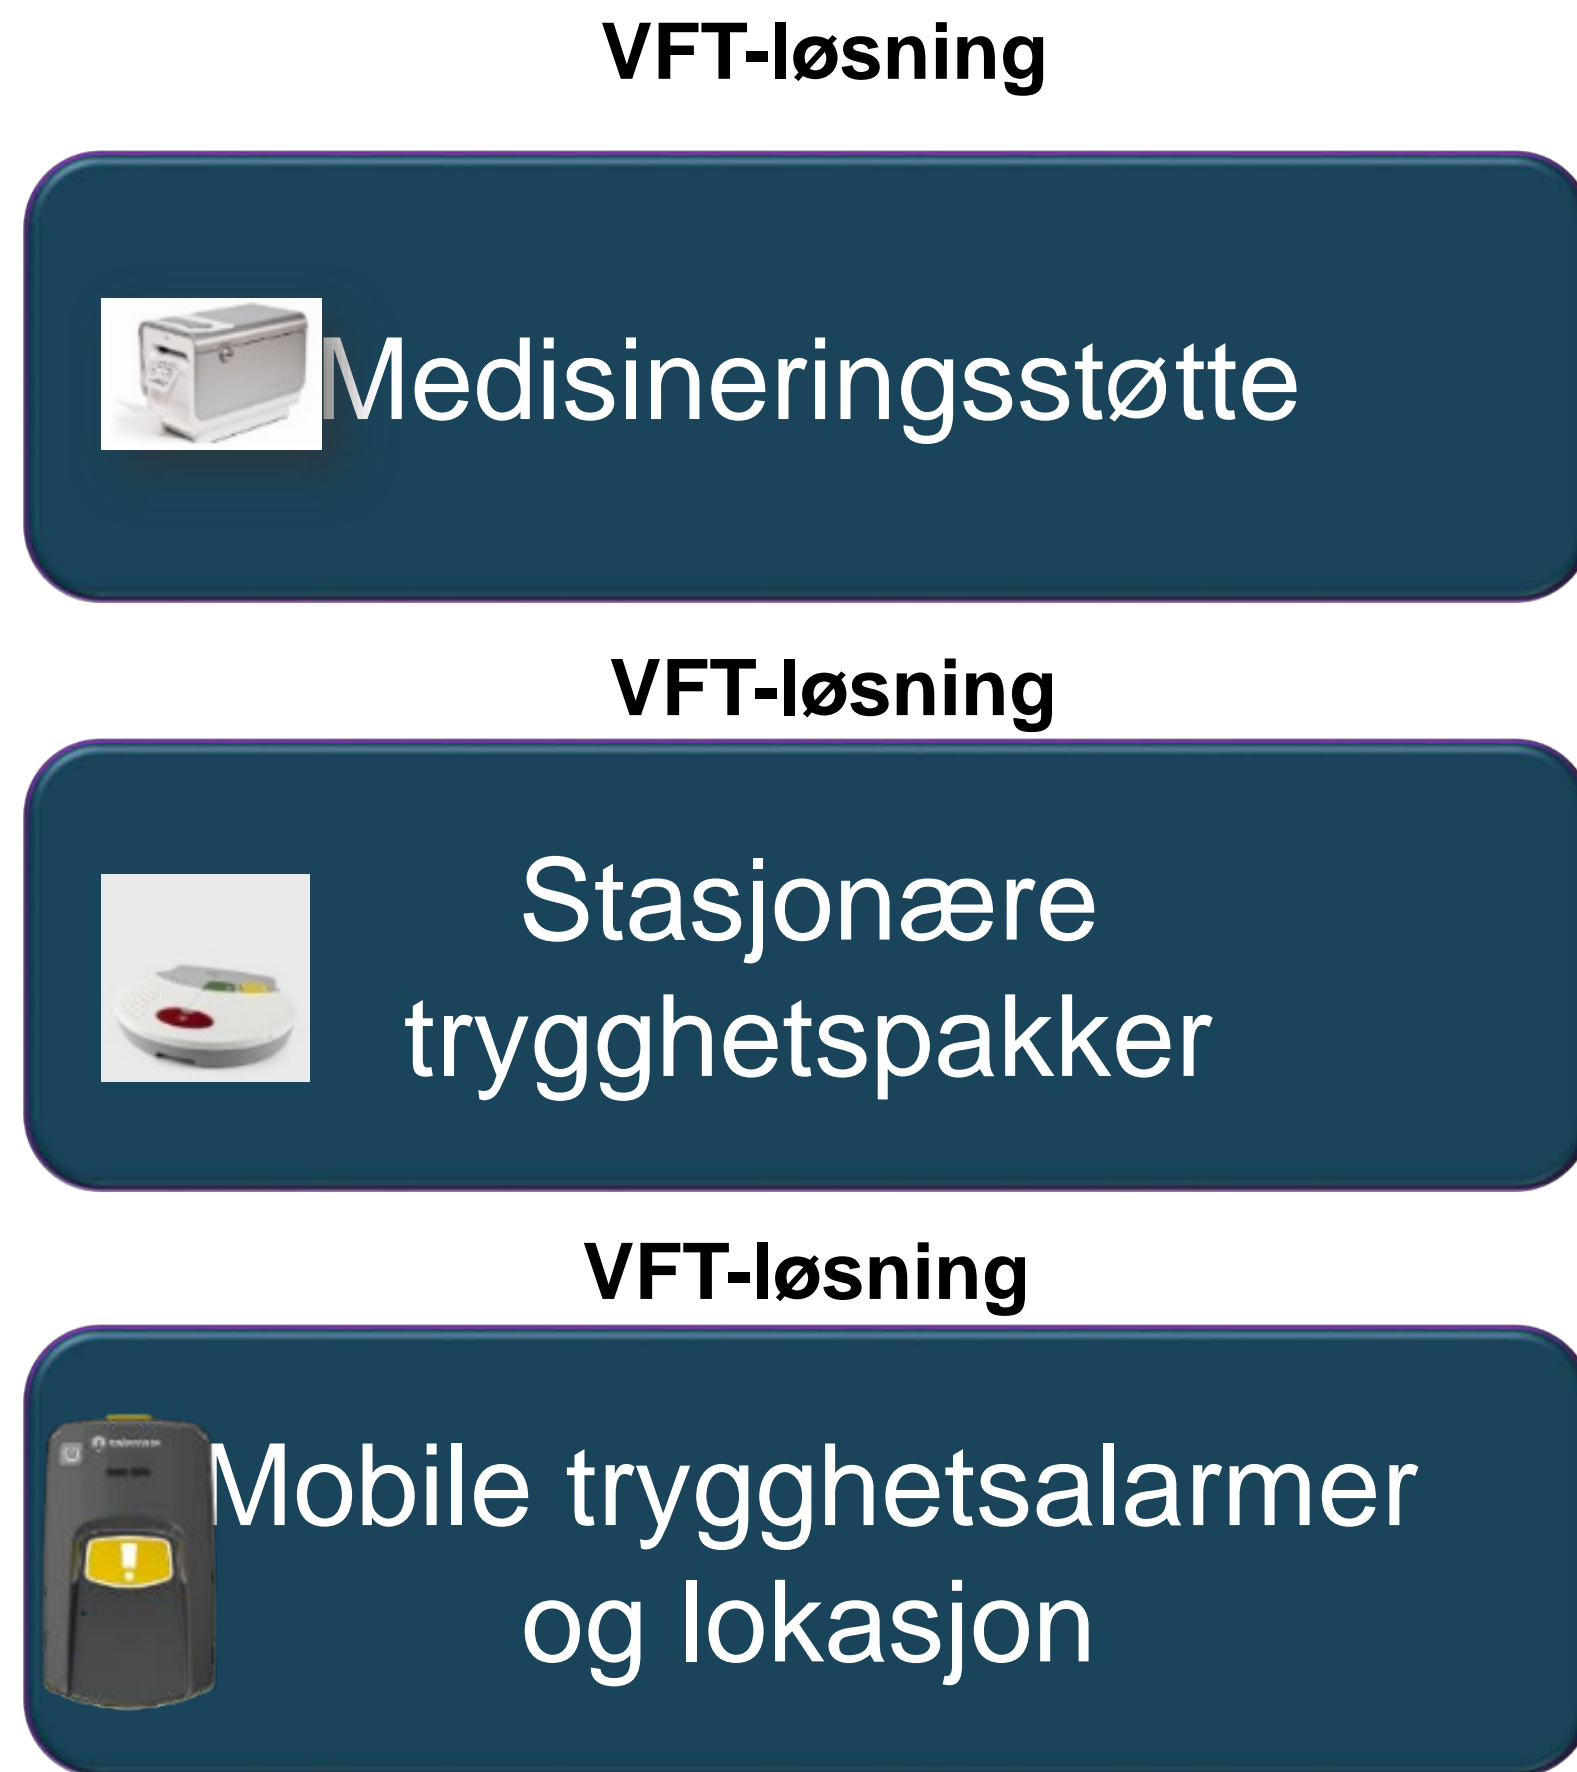 VFT-løsning
Medisineringsstøtte
VFT-løsning
Stasjonære
trygghetspakker
VFT-løsning
Mobile trygghetsalarmer
og lokasjon